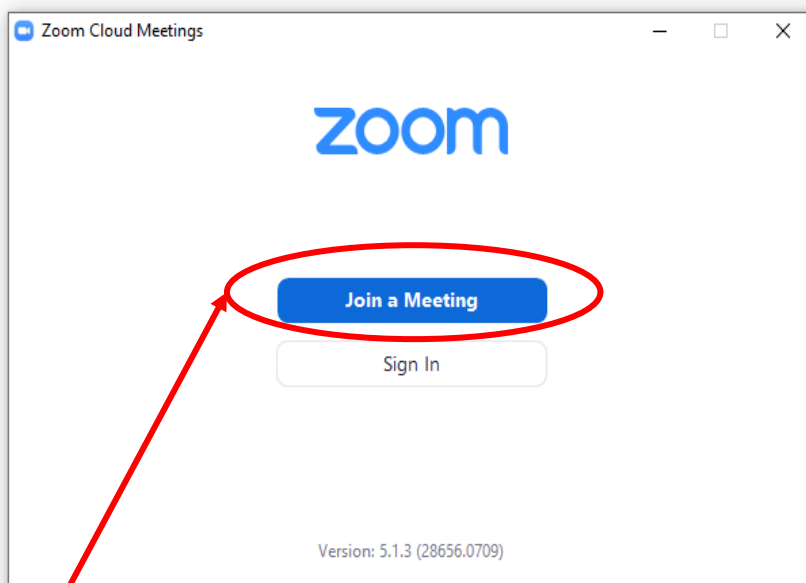 Zoom Cloud Meetings
zoom
Join a Meeting
Sign In
Version: 5.1.3 (28656.0709)